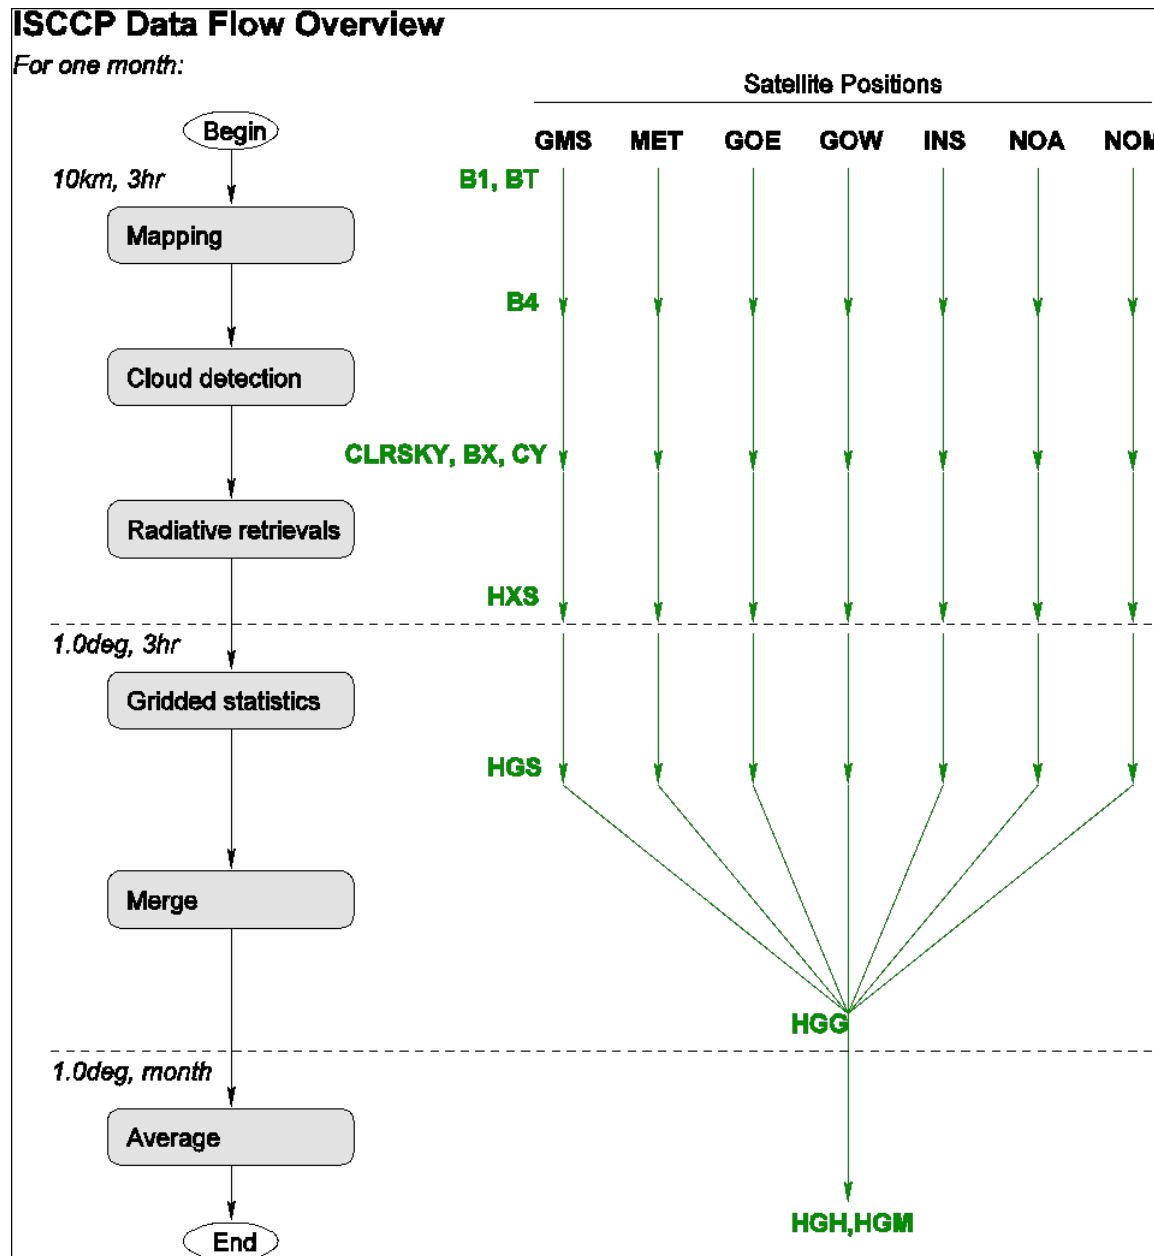 ISCCP Data Flow Overview
For one month:
Satellite Positions
Begin
GMS MET GOE GOW INS NOA NOM
10km, 3hr
B1, BT
Mapping
B4
Cloud detection
CLRSKY, BX, CY
Radiative retrievals
HXS
1.0deg, 3hr
Gridded statistics
HGS
Merge
HGG
1.0deg, month
Average
HGH,HGM
End